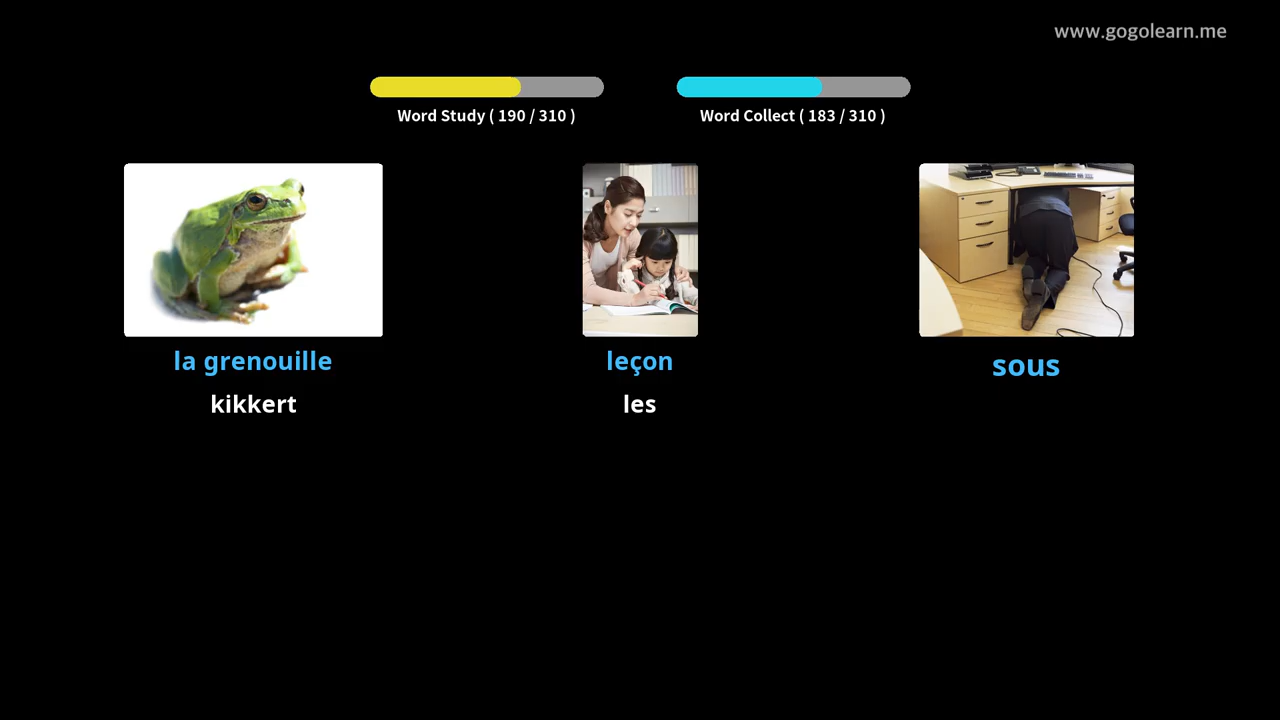 www.gogolearn.me
Word Study ( 190 / 310 )
Word Collect ( 183 / 310 )
la grenouille
leçon
sous
kikkert
les